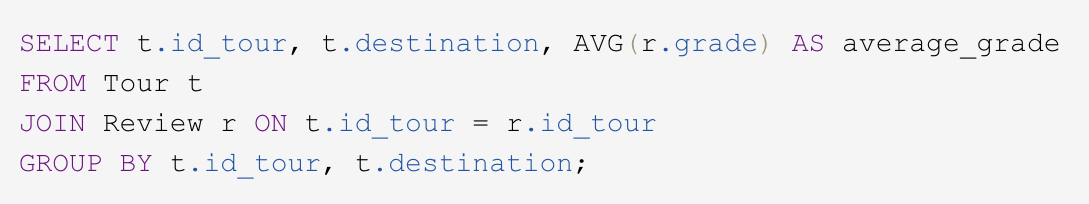 SELECT t.id_tour, t.destination, AVG(r.grade) AS average_grade
FROM Tour t
JOIN Review r ON t.id_tour = r.id_tour
GROUP BY t.id_tour, t.destination;